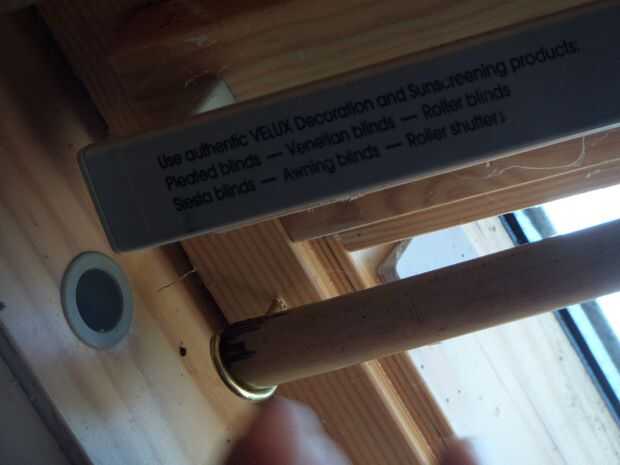 Use authentic VELUX Decoration and Sunscreening products:
Pleated blinds — Venetian blinds — Roller blinds
Siesta blinds — Awning blinds — Roller shutters